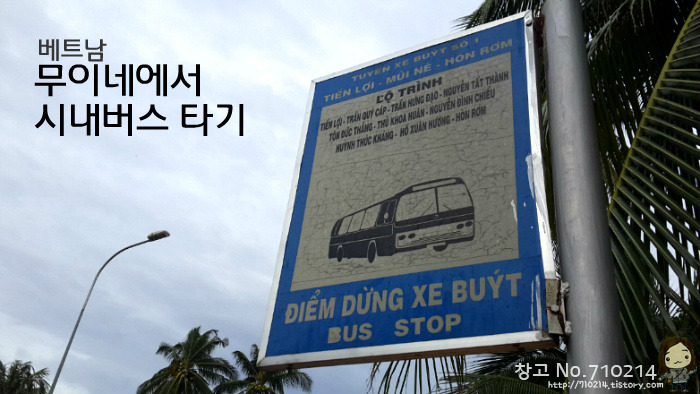 베트남
무이네에서
시내버스 타기
TUYẾN XE BUÝT SỐ 1
TIẾN LỢI - MŨI NÉ - HÒN RƠM
LỘ TRÌNH
TIẾN LỢI - TRẦN QUÝ CÁP - TRẦN HƯNG ĐẠO - NGUYỄN TẤT THÀNH
TÔN ĐỨC THẮNG - THỦ KHOA HUÂN - NGUYỄN ĐÌNH CHIỂU
HUỲNH THÚC KHÁNG - HỒ XUÂN HƯƠNG - HÒN RƠM
ĐIỂM DỪNG XE BUÝT
BUS STOP
창고 No.710214
http://710214.tistory.com/